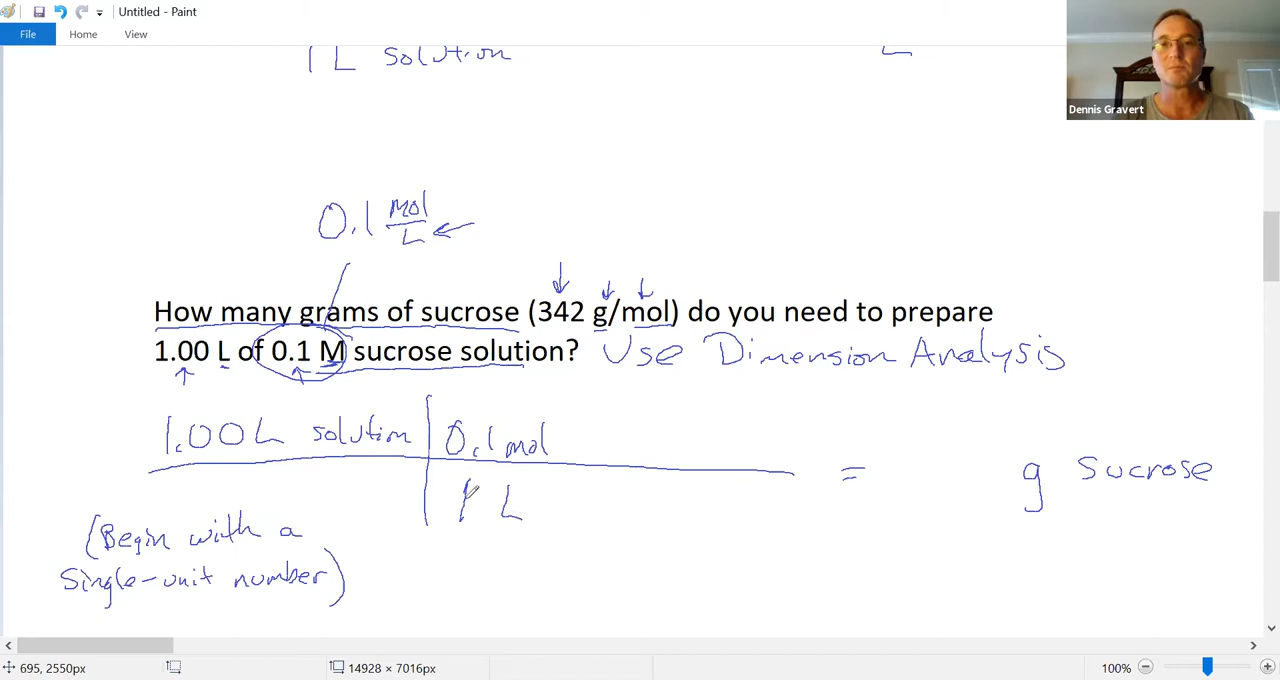 Untitled - Paint
File Home View
1 L solution
L
Dennis Gravert
0.1 mol
L
How many grams of sucrose (342 g/mol) do you need to prepare
1.00 L of 0.1 M sucrose solution? Use Dimension Analysis
1.00 L solution 0.1 mol
1 L
= g Sucrose
(Begin with a
Single-unit number)
695, 2550px 14928 × 7016px 100%